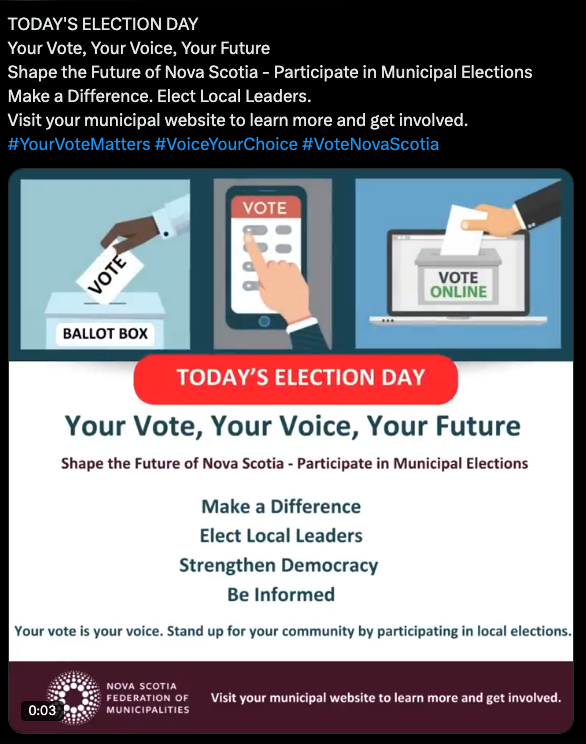 TODAY'S ELECTION DAY
Your Vote, Your Voice, Your Future
Shape the Future of Nova Scotia - Participate in Municipal Elections
Make a Difference. Elect Local Leaders.
Visit your municipal website to learn more and get involved.
#YourVoteMatters #VoiceYourChoice #VoteNovaScotia
VOTE
BALLOT BOX
VOTE
VOTE
ONLINE
TODAY'S ELECTION DAY
Your Vote, Your Voice, Your Future
Shape the Future of Nova Scotia - Participate in Municipal Elections
Make a Difference
Elect Local Leaders
Strengthen Democracy
Be Informed
Your vote is your voice. Stand up for your community by participating in local elections.
0:03
NOVA SCOTIA
FEDERATION OF
MUNICIPALITIES
Visit your municipal website to learn more and get involved.